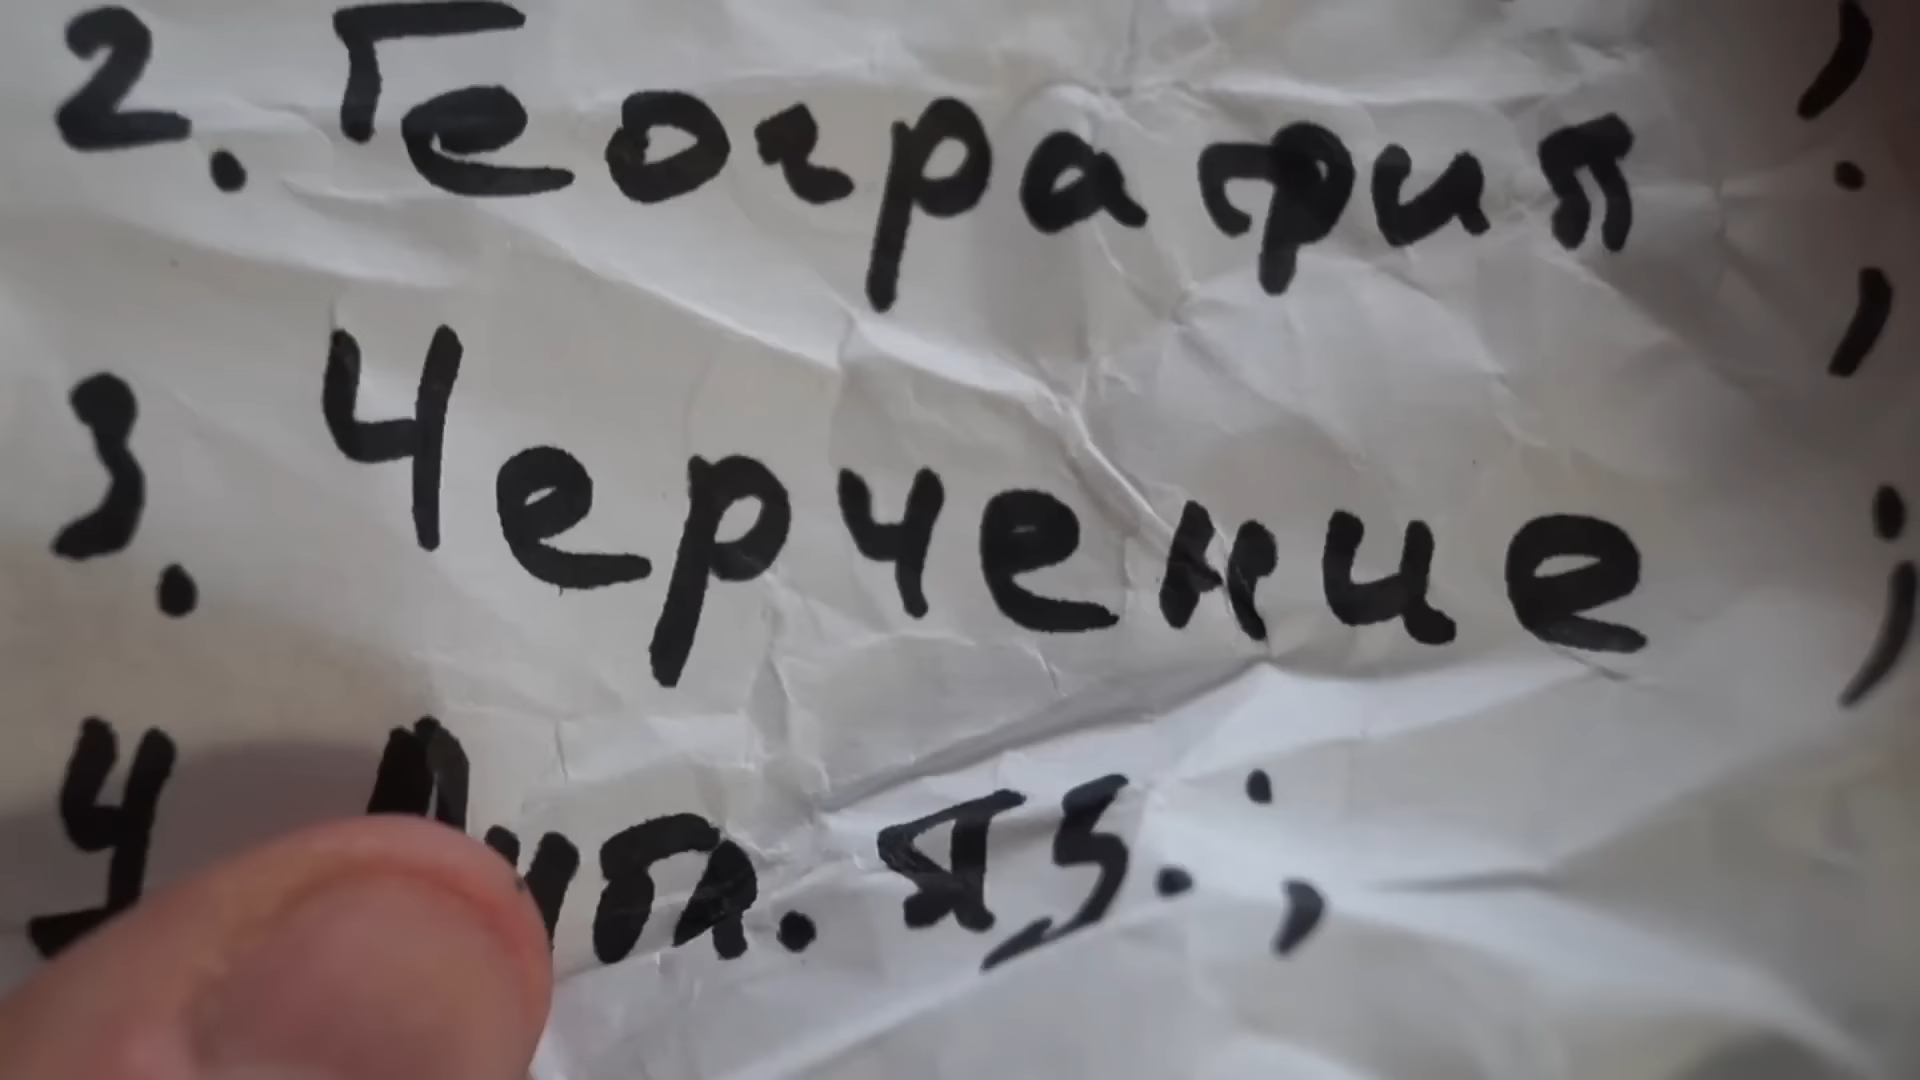 ;
2. География ;
3. Черчение ;
4 Англ. яз. ;